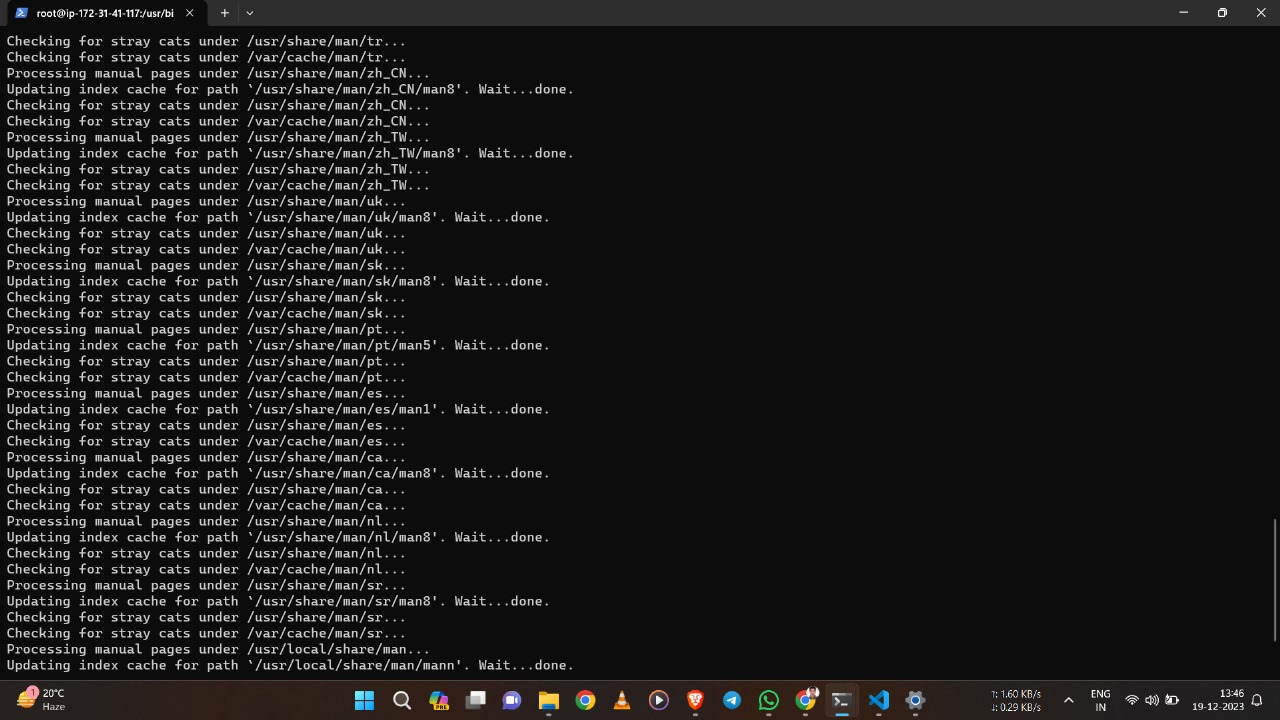 root@ip-172-31-41-117:/usr/bi
Checking for stray cats under /usr/share/man/tr...
Checking for stray cats under /var/cache/man/tr...
Processing manual pages under /usr/share/man/zh_CN...
Updating index cache for path `/usr/share/man/zh_CN/man8'. Wait...done.
Checking for stray cats under /usr/share/man/zh_CN...
Checking for stray cats under /var/cache/man/zh_CN...
Processing manual pages under /usr/share/man/zh_TW...
Updating index cache for path `/usr/share/man/zh_TW/man8'. Wait...done.
Checking for stray cats under /usr/share/man/zh_TW...
Checking for stray cats under /var/cache/man/zh_TW...
Processing manual pages under /usr/share/man/uk...
Updating index cache for path `/usr/share/man/uk/man8'. Wait...done.
Checking for stray cats under /usr/share/man/uk...
Checking for stray cats under /var/cache/man/uk...
Processing manual pages under /usr/share/man/sk...
Updating index cache for path `/usr/share/man/sk/man8'. Wait...done.
Checking for stray cats under /usr/share/man/sk...
Checking for stray cats under /var/cache/man/sk...
Processing manual pages under /usr/share/man/pt...
Updating index cache for path `/usr/share/man/pt/man5'. Wait...done.
Checking for stray cats under /usr/share/man/pt...
Checking for stray cats under /var/cache/man/pt...
Processing manual pages under /usr/share/man/es...
Updating index cache for path `/usr/share/man/es/man1'. Wait...done.
Checking for stray cats under /usr/share/man/es...
Checking for stray cats under /var/cache/man/es...
Processing manual pages under /usr/share/man/ca...
Updating index cache for path `/usr/share/man/ca/man8'. Wait...done.
Checking for stray cats under /usr/share/man/ca...
Checking for stray cats under /var/cache/man/ca...
Processing manual pages under /usr/share/man/nl...
Updating index cache for path `/usr/share/man/nl/man8'. Wait...done.
Checking for stray cats under /usr/share/man/nl...
Checking for stray cats under /var/cache/man/nl...
Processing manual pages under /usr/share/man/sr...
Updating index cache for path `/usr/share/man/sr/man8'. Wait...done.
Checking for stray cats under /usr/share/man/sr...
Checking for stray cats under /var/cache/man/sr...
Processing manual pages under /usr/local/share/man...
Updating index cache for path `/usr/local/share/man/mann'. Wait...done.
1
20°C
Haze
PRE
1.60 KB/s
0.29 KB/s
ENG
IN
13:46
19-12-2023